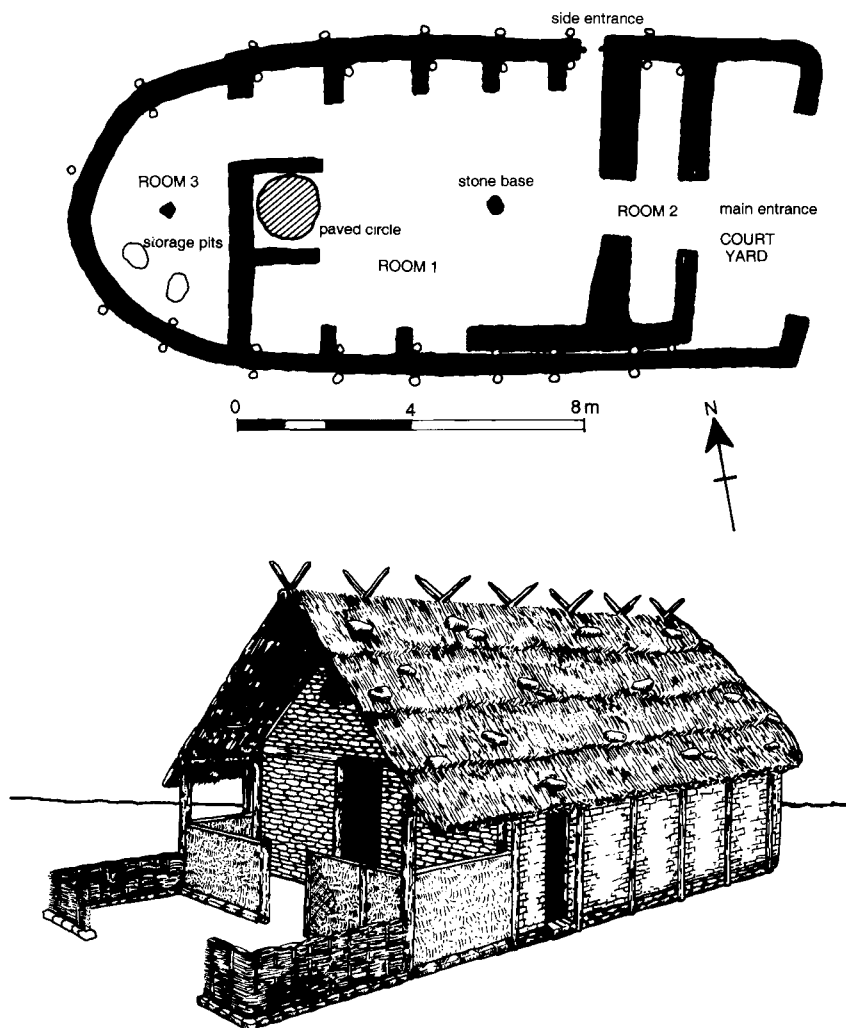 side entrance
ROOM 3
stone base
ROOM 2
main entrance
storage pits
paved circle
ROOM 1
COURT
YARD
0 4 8 m
N